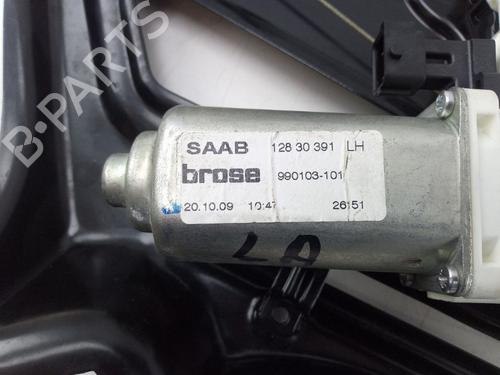 B-PARTS
SAAB 128 30 391 LH
brose 990103-101
20.10.09 10:47 26151
LA